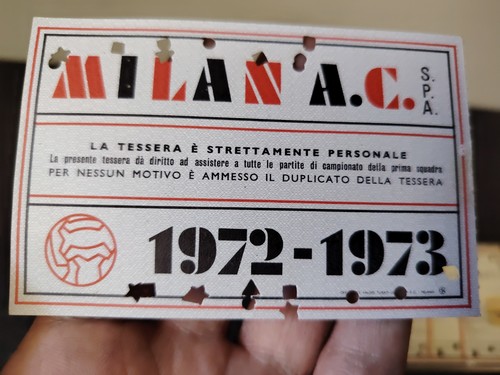 MILAN A.C. S.P.A.
LA TESSERA È STRETTAMENTE PERSONALE
La presente tessera dà diritto ad assistere a tutte le partite di campionato della prima squadra
PER NESSUN MOTIVO È AMMESSO IL DUPLICATO DELLA TESSERA
1972-1973